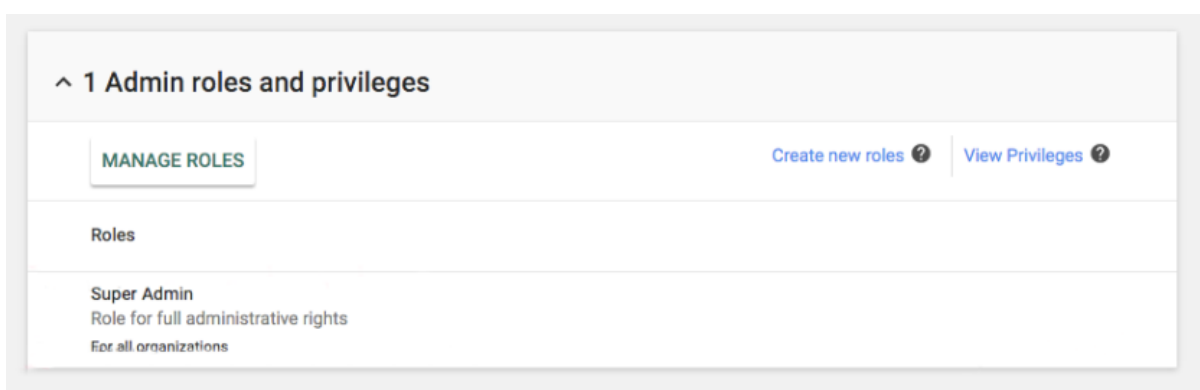 1 Admin roles and privileges
MANAGE ROLES Create new roles View Privileges
Roles
Super Admin
Role for full administrative rights
For all organizations